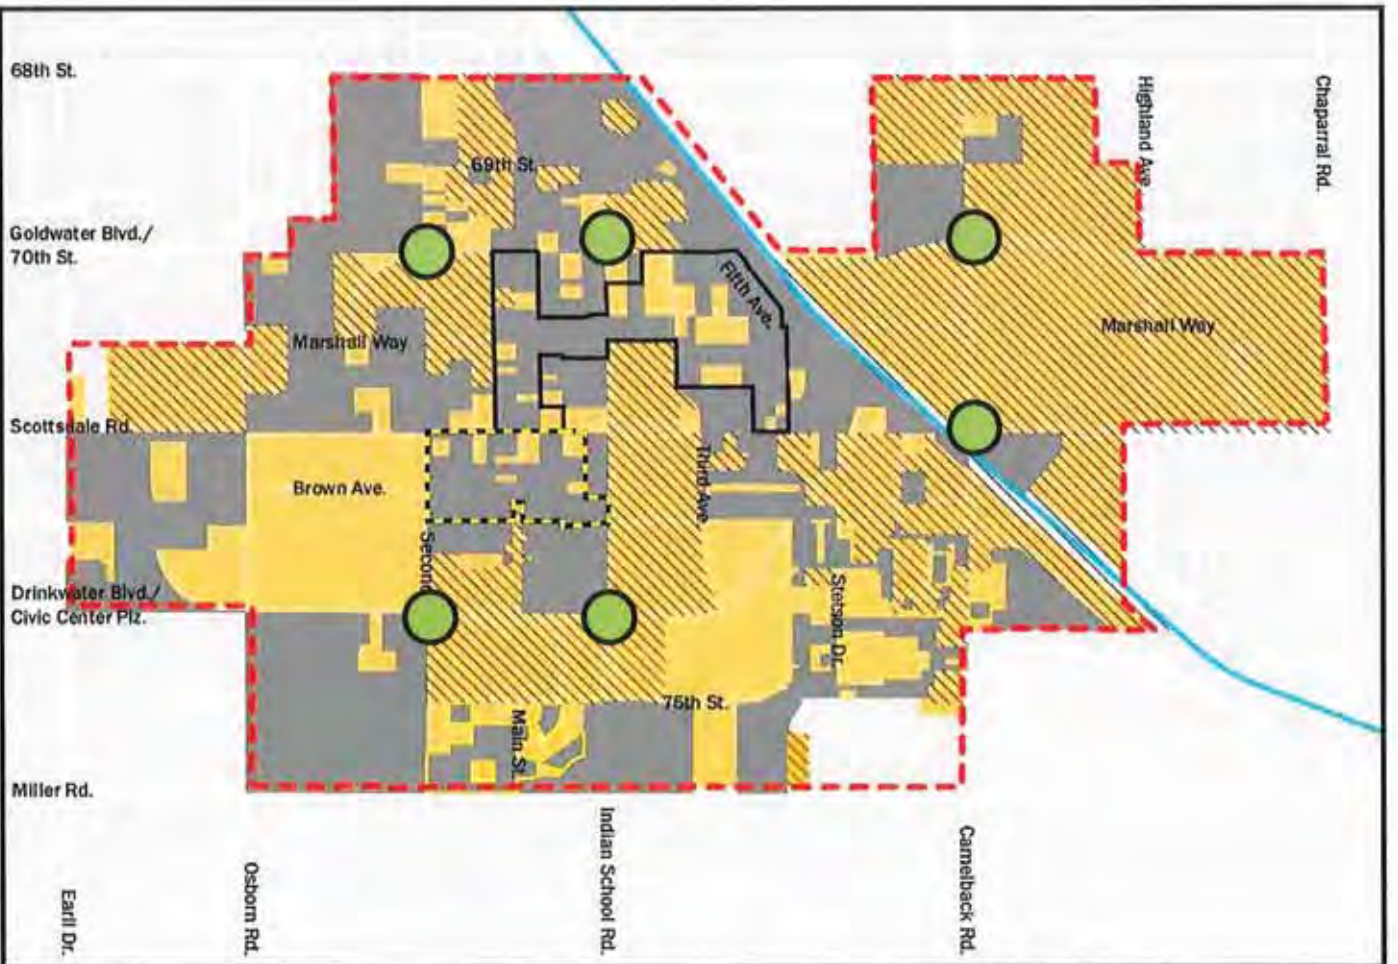 68th St.
Highland Ave
Chaparral Rd.
69th St.
Goldwater Blvd./
70th St.
Fifth Ave.
Marshall Way
Marshall Way
Scottsdale Rd.
Third Ave.
Brown Ave.
Second
Drinkwater Blvd./
Civic Center Plz.
Stetson Dr.
75th St.
Main St.
Miller Rd.
Indian School Rd.
Camelback Rd.
Osborn Rd.
Earll Dr.